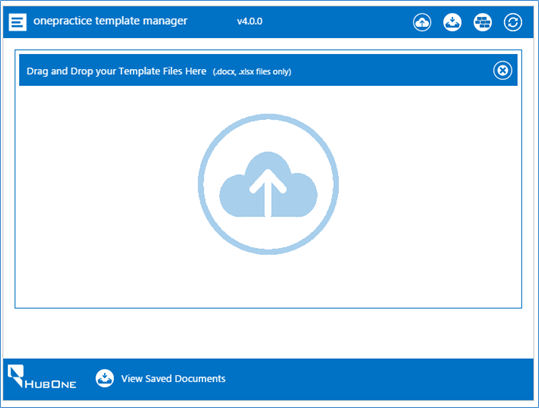 onepractice template manager v4.0.0
Drag and Drop your Template Files Here (.docx, .xlsx files only)
HUBONE View Saved Documents